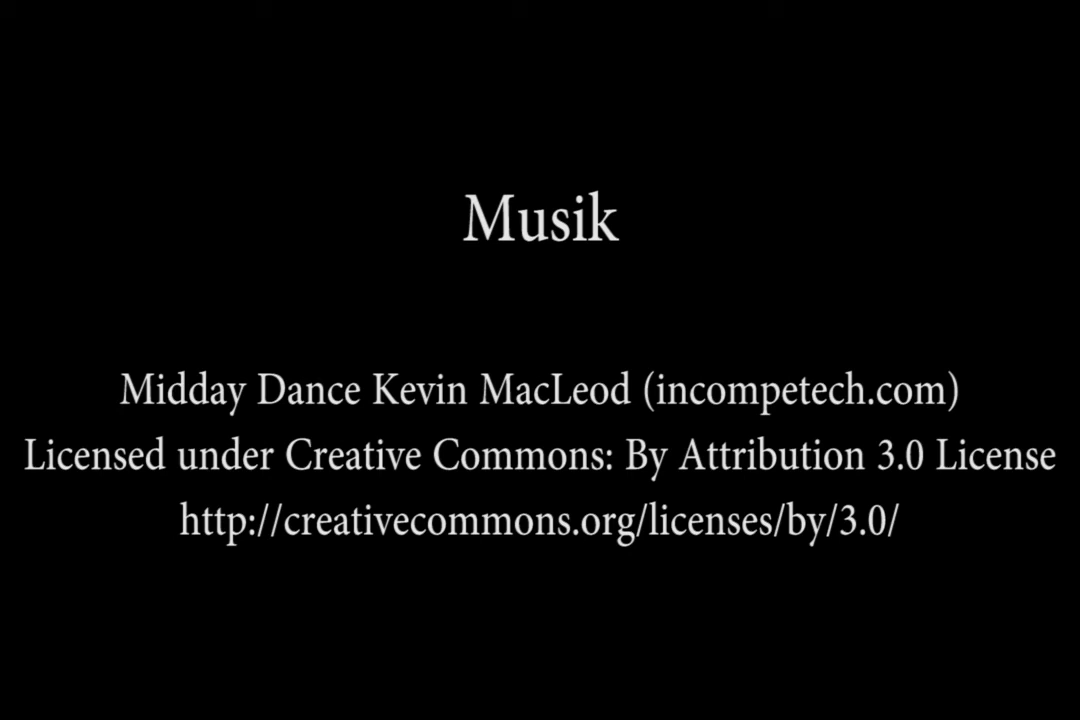 Musik
Midday Dance Kevin MacLeod (incompetech.com)
Licensed under Creative Commons: By Attribution 3.0 License
http://creativecommons.org/licenses/by/3.0/